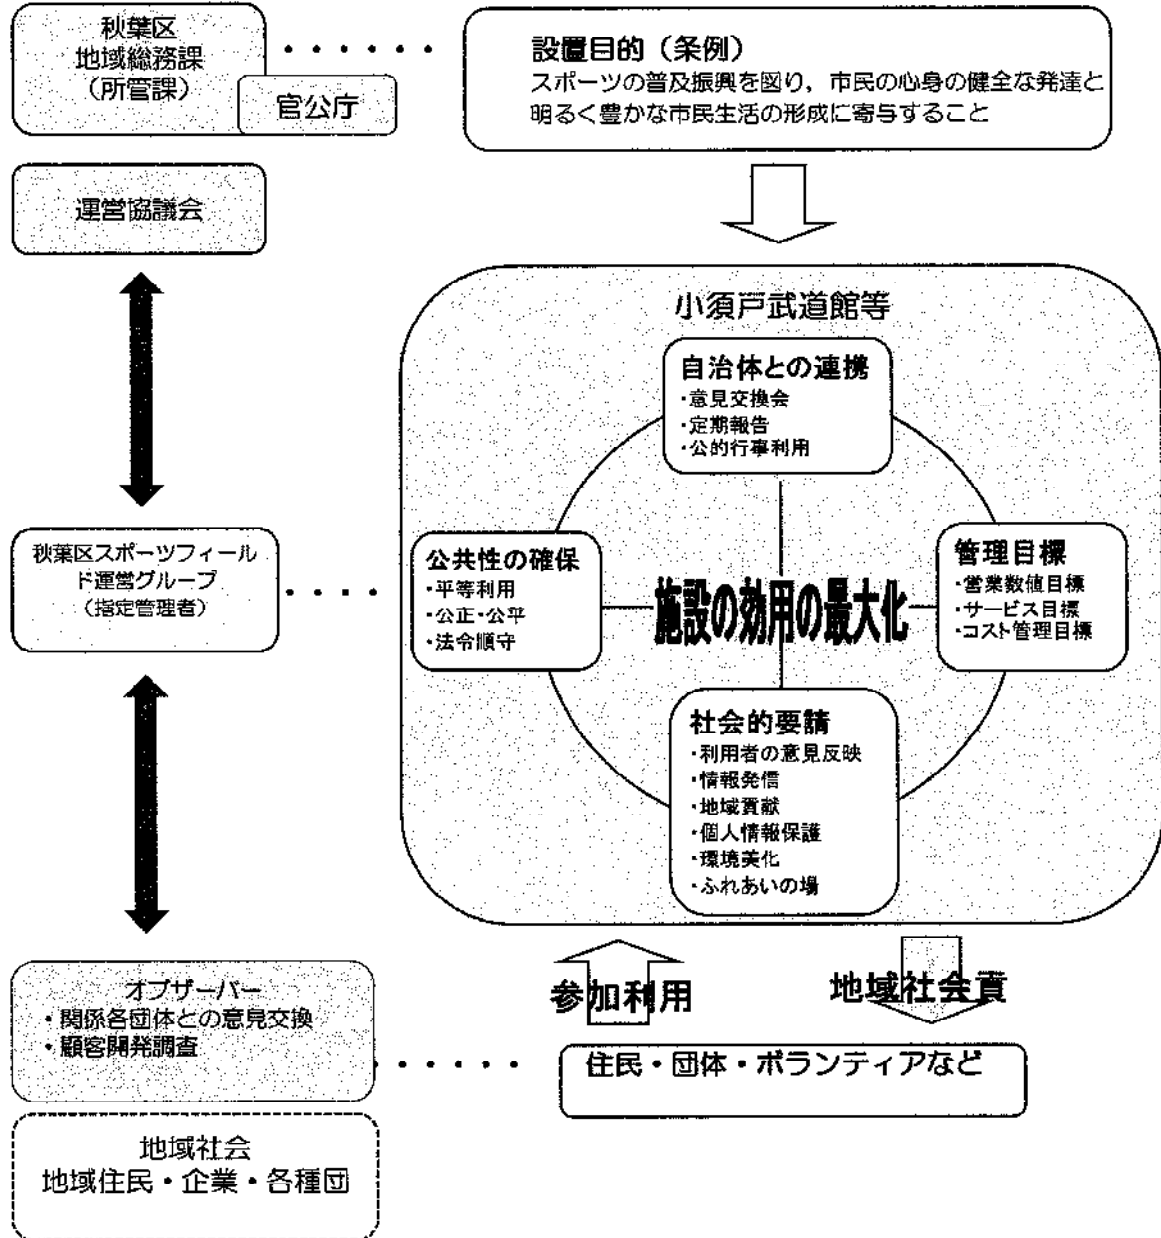 秋葉区
地域総務課
（所管課）
官公庁
設置目的（条例）
スポーツの普及振興を図り，市民の心身の健全な発達と
明るく豊かな市民生活の形成に寄与すること
運営協議会
小須戸武道館等
自治体との連携
・意見交換会
・定期報告
・公的行事利用
秋葉区スポーツフィール
ド運営グループ
（指定管理者）
公共性の確保
・平等利用
・公正・公平
・法令順守
施設の効用の最大化
管理目標
・営業数値目標
・サービス目標
・コスト管理目標
社会的要請
・利用者の意見反映
・情報発信
・地域貢献
・個人情報保護
・環境美化
・ふれあいの場
参加利用
地域社会貢
オブザーバー
・関係各団体との意見交換
・顧客開発調査
住民・団体・ボランティアなど
地域社会
地域住民・企業・各種団